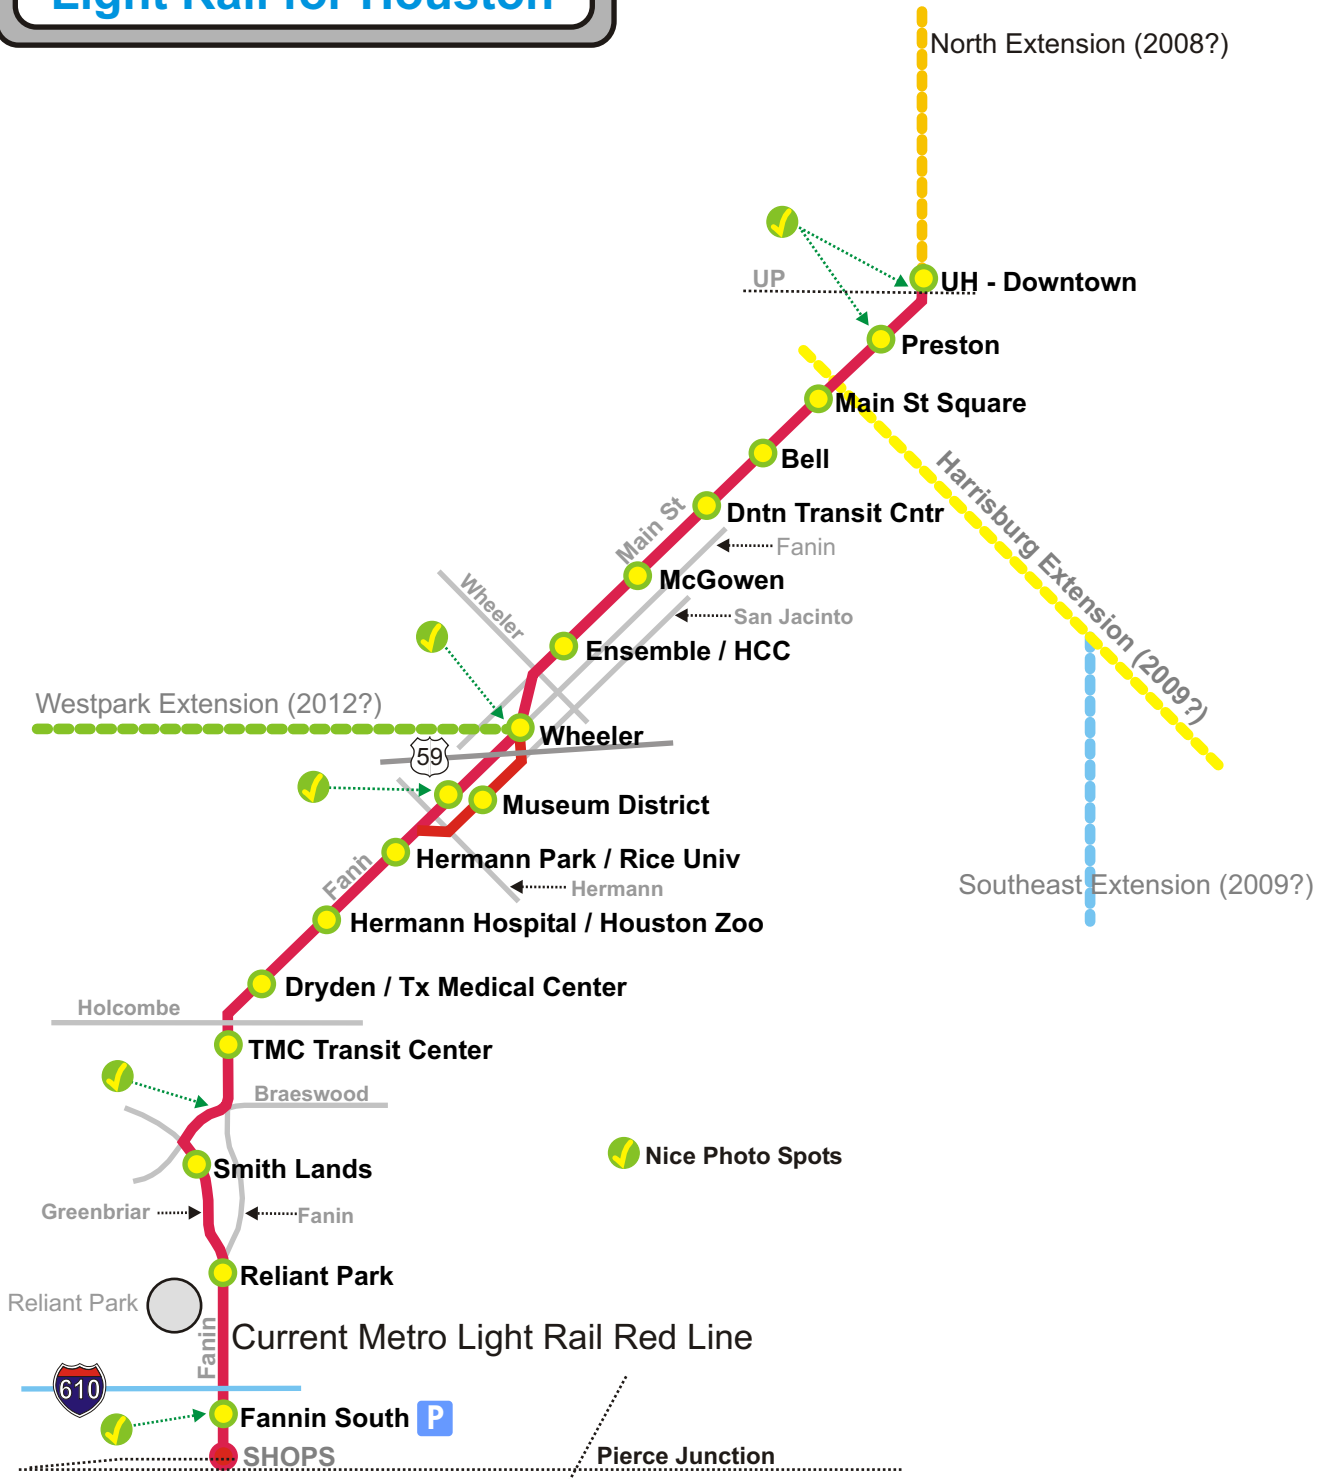 Light Rail for Houston
North Extension (2008?)
UP
UH - Downtown
Preston
Main St Square
Bell
Harrisburg Extension (2009?)
Main St
Dntn Transit Cntr
Fanin
McGowen
Wheeler
San Jacinto
Ensemble / HCC
Westpark Extension (2012?)
Wheeler
59
Museum District
Hermann Park / Rice Univ
Fanin
Hermann
Southeast Extension (2009?)
Hermann Hospital / Houston Zoo
Dryden / Tx Medical Center
Holcombe
TMC Transit Center
Braeswood
Nice Photo Spots
Smith Lands
Greenbriar
Fanin
Reliant Park
Reliant Park
Fanin
Current Metro Light Rail Red Line
610
Fannin South P
SHOPS
Pierce Junction